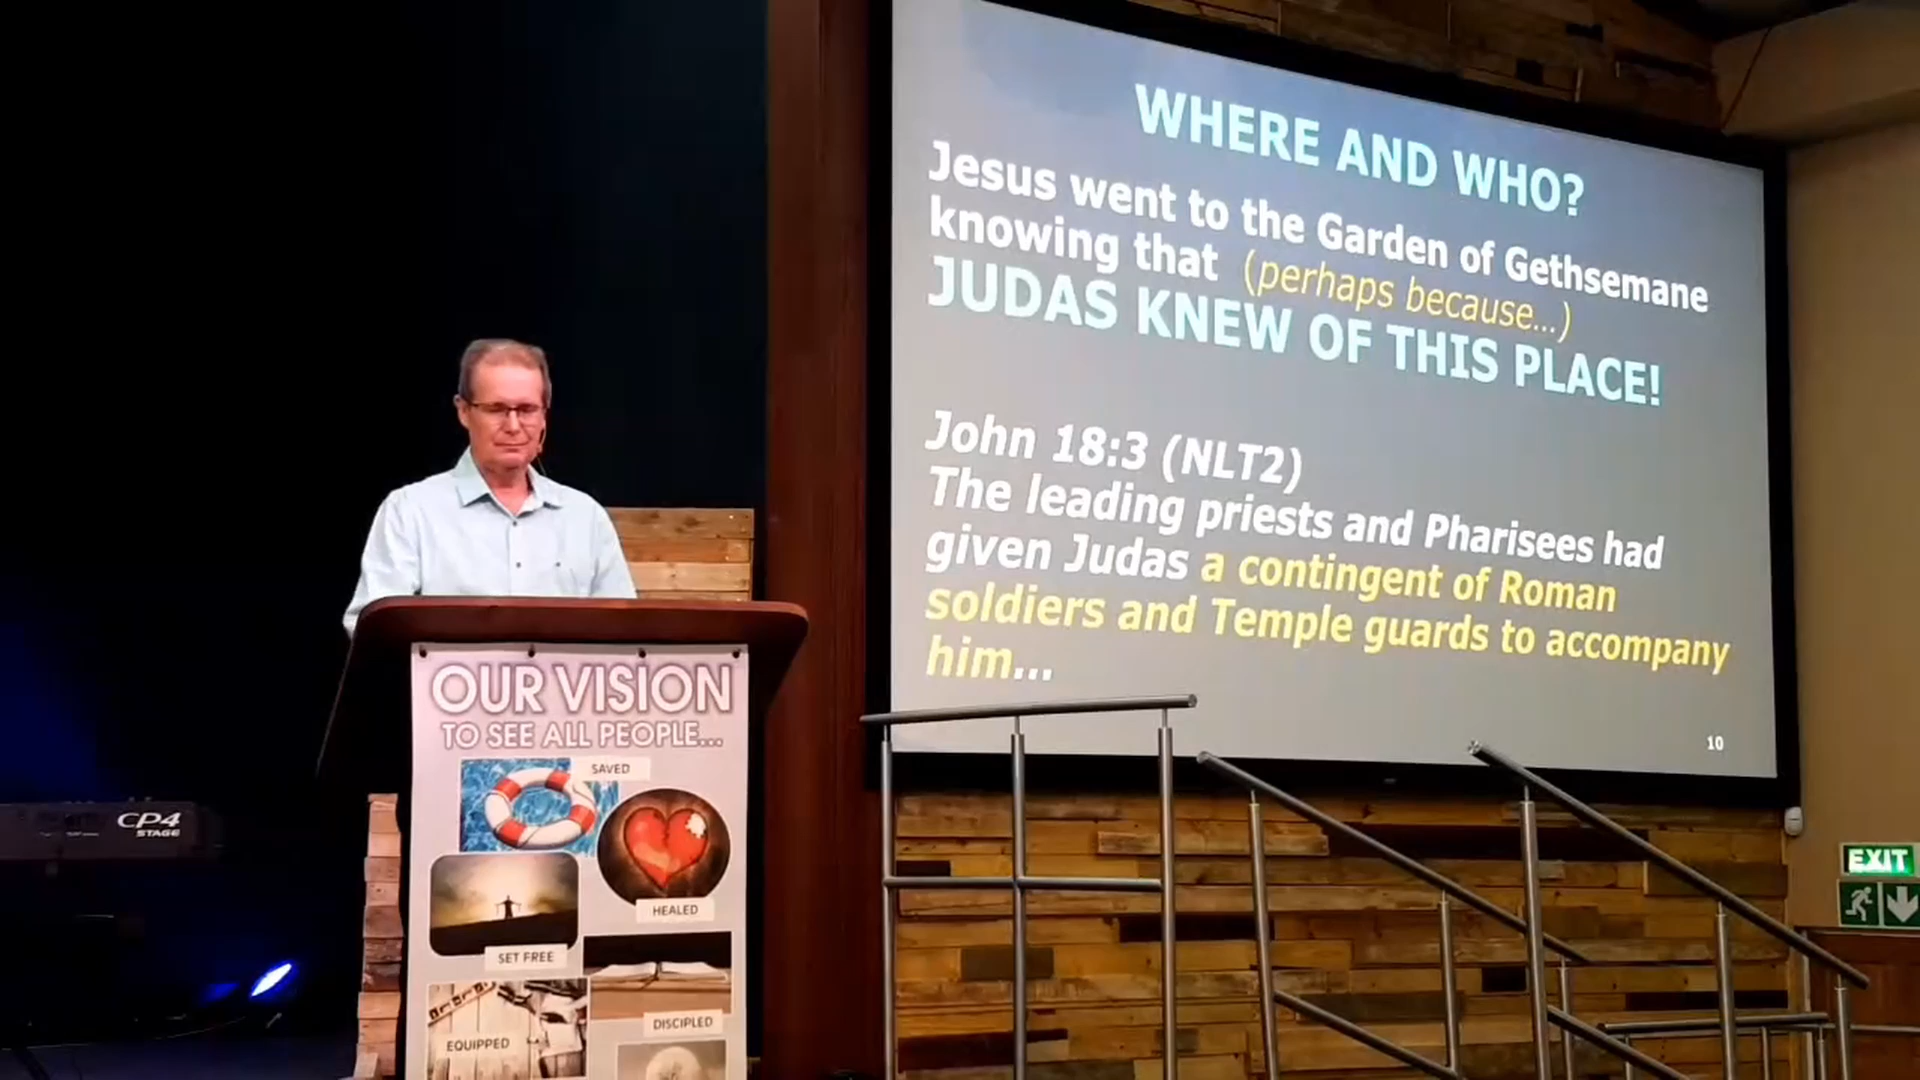 WHERE AND WHO?
Jesus went to the Garden of Gethsemane
knowing that (perhaps because...)
JUDAS KNEW OF THIS PLACE!
John 18:3 (NLT2)
The leading priests and Pharisees had
given Judas a contingent of Roman
soldiers and Temple guards to accompany
him...
10
OUR VISION
TO SEE ALL PEOPLE...
SAVED
HEALED
SET FREE
DISCIPLED
EQUIPPED
CP4
STAGE
EXIT